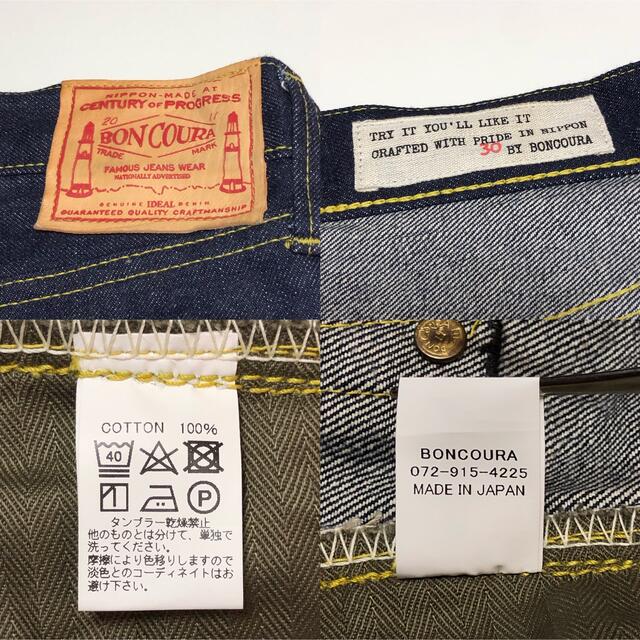 NIPPON-MADE AT
CENTURY OF PROGRESS
20 11
BONCOURA
TRADE MARK
FAMOUS JEANS WEAR
NATIONALLY ADVERTISED
GENUINE IDEAL DENIM
GUARANTEED QUALITY CRAFTMANSHIP
TRY IT YOU'LL LIKE IT
CRAFTED WITH PRIDE IN NIPPON
30 BY BONCOURA
COTTON 100%
40
P
タンブラー乾燥禁止
他のものとは分けて、単独で
洗ってください。
摩擦により色移りしますので
淡色とのコーディネイトはお
避け下さい。
BONCOURA
072-915-4225
MADE IN JAPAN